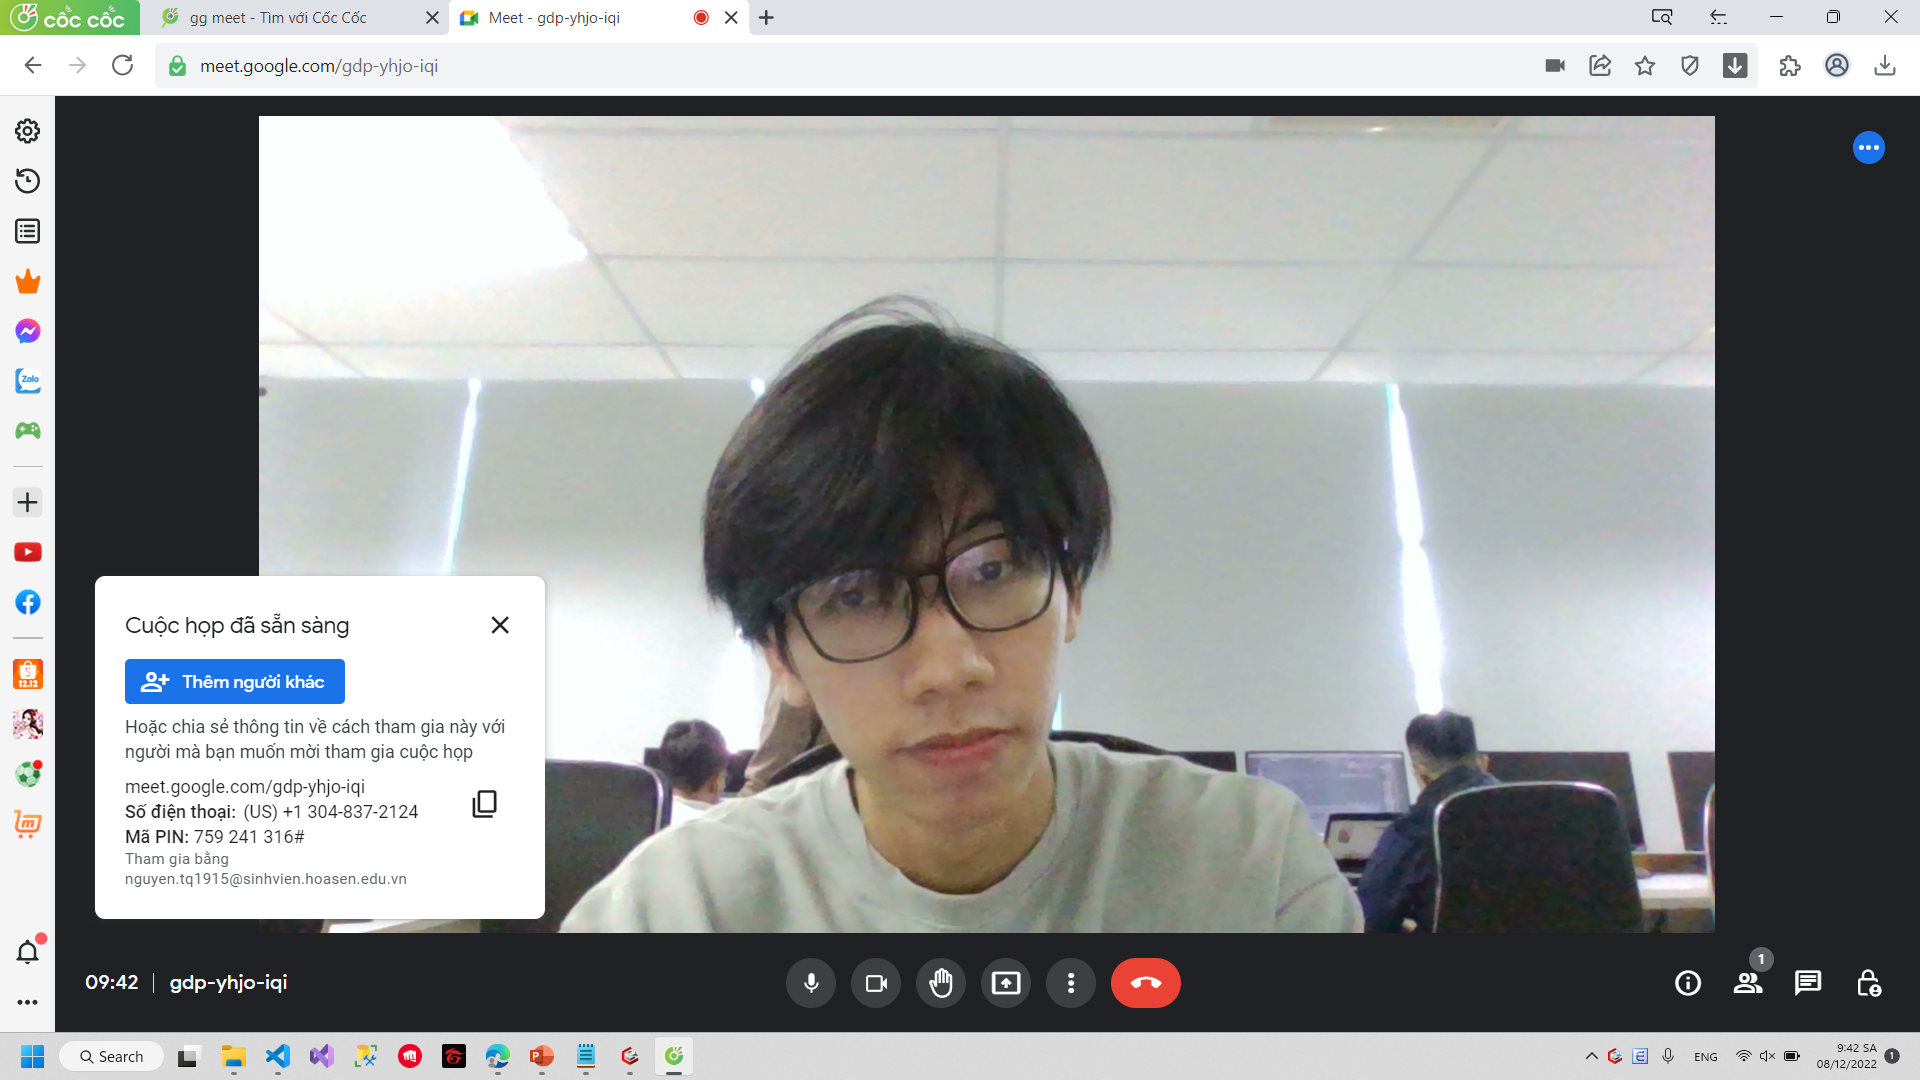 cốc cốc
gg meet - Tìm với Cốc Cốc
Meet - gdp-yhjo-iqi
meet.google.com/gdp-yhjo-iqi
Zalo
12.12
Cuộc họp đã sẵn sàng
Thêm người khác
Hoặc chia sẻ thông tin về cách tham gia này với
người mà bạn muốn mời tham gia cuộc họp
meet.google.com/gdp-yhjo-iqi
Số điện thoại: (US) +1 304-837-2124
Mã PIN: 759 241 316#
Tham gia bằng
nguyen.tq1915@sinhvien.hoasen.edu.vn
09:42 | gdp-yhjo-iqi
1
Search
ENG
9:42 SA
08/12/2022
1